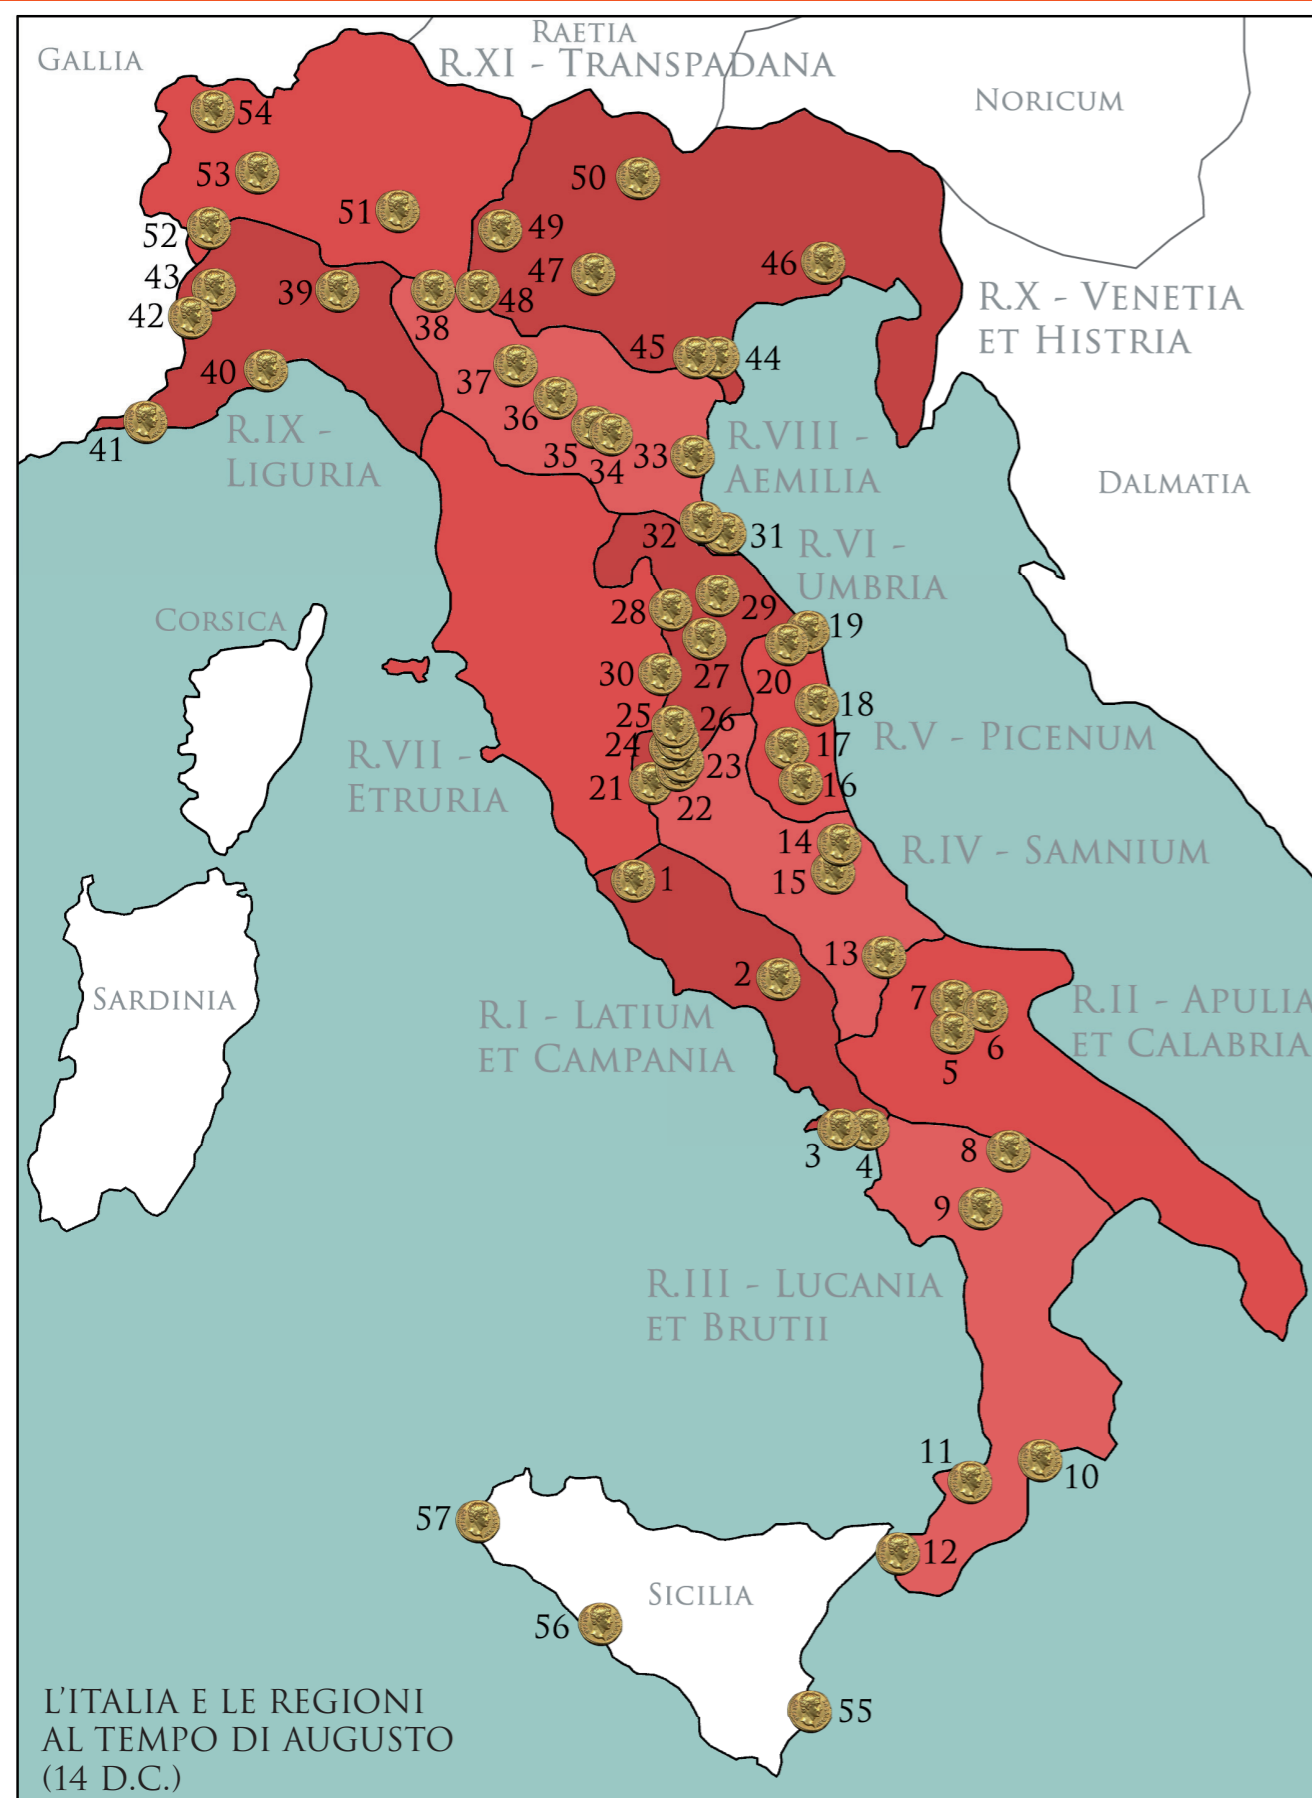 RAETIA
GALLIA
R.XI - TRANSPADANA
NORICUM
54
53
50
51
52
49
43
39
47
46
R.X - VENETIA
ET HISTRIA
42
38
48
45
44
40
37
36
41
R.IX -
LIGURIA
35
34
33
R.VIII -
AEMILIA
DALMATIA
32
31
R.VI -
UMBRIA
CORSICA
28
29
19
30
27
20
25
26
18
24
17
R.V - PICENUM
R.VII -
ETRURIA
21
23
16
22
14
R.IV - SAMNIUM
1
15
13
2
SARDINIA
7
R.II - APULIA
ET CALABRIA
R.I - LATIUM
ET CAMPANIA
6
5
3
4
8
9
R.III - LUCANIA
ET BRUTII
11
10
57
12
SICILIA
56
55
L'ITALIA E LE REGIONI
AL TEMPO DI AUGUSTO
(14 D.C.)